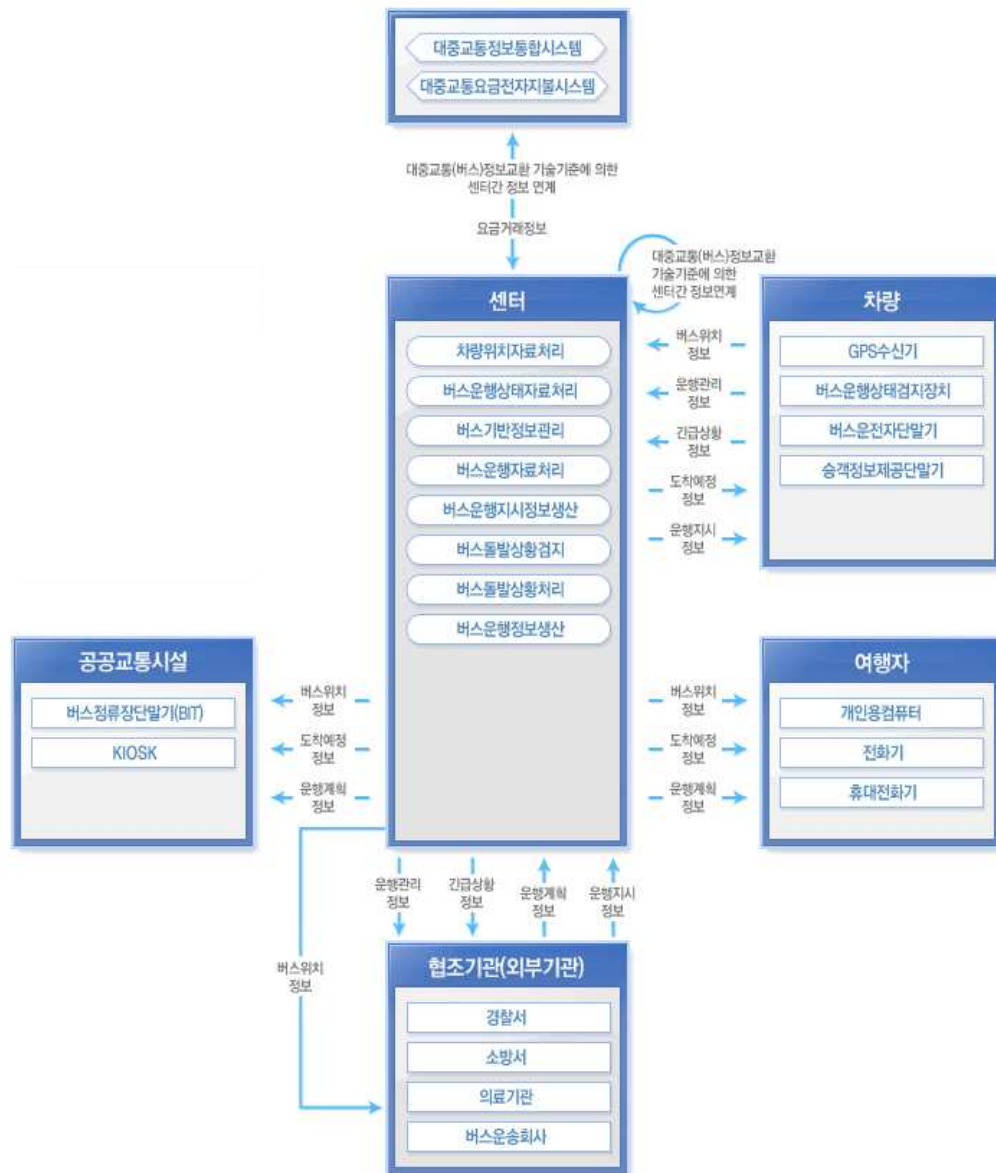 대중교통정보통합시스템
대중교통요금전자지불시스템
대중교통(버스)정보교환 기술기준에 의한
센터간 정보 연계
요금거래정보
대중교통(버스)정보교환
기술기준에 의한
센터간 정보연계
센터
차량위치자료처리
버스운행상태자료처리
버스기반정보관리
버스운행자료처리
버스운행지시정보생산
버스돌발상황검지
버스돌발상황처리
버스운행정보생산
버스위치
정보
운행관리
정보
긴급상황
정보
도착예정
정보
운행지시
정보
차량
GPS수신기
버스운행상태검지장치
버스운전자단말기
승객정보제공단말기
공공교통시설
버스정류장단말기(BIT)
KIOSK
버스위치
정보
도착예정
정보
운행계획
정보
버스위치
정보
도착예정
정보
운행계획
정보
여행자
개인용컴퓨터
전화기
휴대전화기
운행관리
정보
긴급상황
정보
운행계획
정보
운행지시
정보
버스위치
정보
협조기관(외부기관)
경찰서
소방서
의료기관
버스운송회사